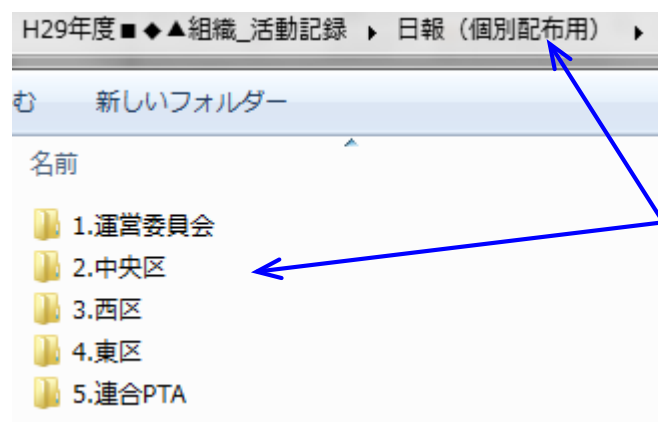 H29年度■◆▲組織_活動記録 ▶ 日報（個別配布用） ▶
む 新しいフォルダー
名前
1.運営委員会
2.中央区
3.西区
4.東区
5.連合PTA